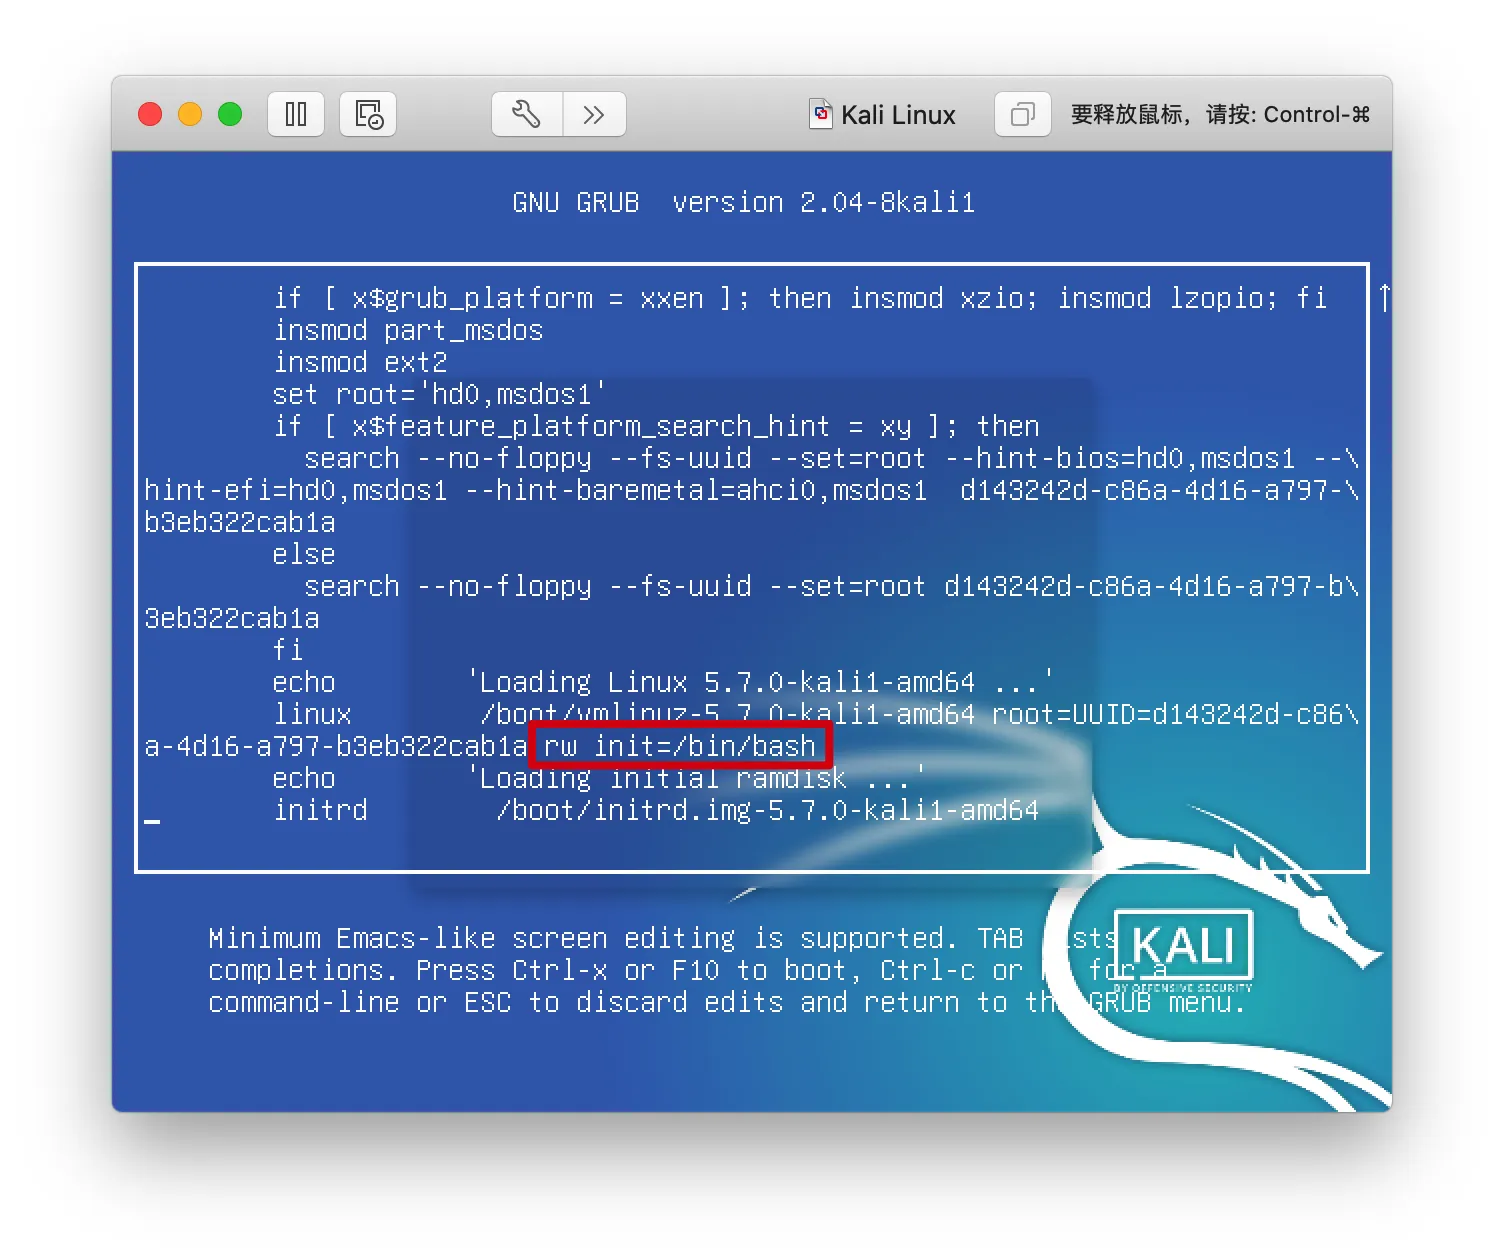 Kali Linux
要释放鼠标，请按: Control-⌘
GNU GRUB version 2.04-8kali1
if [ x$grub_platform = xxen ]; then insmod xzio; insmod lzopio; fi
insmod part_msdos
insmod ext2
set root='hd0,msdos1'
if [ x$feature_platform_search_hint = xy ]; then
search --no-floppy --fs-uuid --set=root --hint-bios=hd0,msdos1 --\
hint-efi=hd0,msdos1 --hint-baremetal=ahci0,msdos1 d143242d-c86a-4d16-a797-\
b3eb322cab1a
else
search --no-floppy --fs-uuid --set=root d143242d-c86a-4d16-a797-b\
3eb322cab1a
fi
echo 'Loading Linux 5.7.0-kali1-amd64 ...'
linux /boot/vmlinuz-5.7.0-kali1-amd64 root=UUID=d143242d-c86\
a-4d16-a797-b3eb322cab1a rw init=/bin/bash
echo 'Loading initial ramdisk ...'
initrd /boot/initrd.img-5.7.0-kali1-amd64
Minimum Emacs-like screen editing is supported. TAB
completions. Press Ctrl-x or F10 to boot, Ctrl-c or for a
command-line or ESC to discard edits and return to the GRUB menu.
KALI
BY OFFENSIVE SECURITY